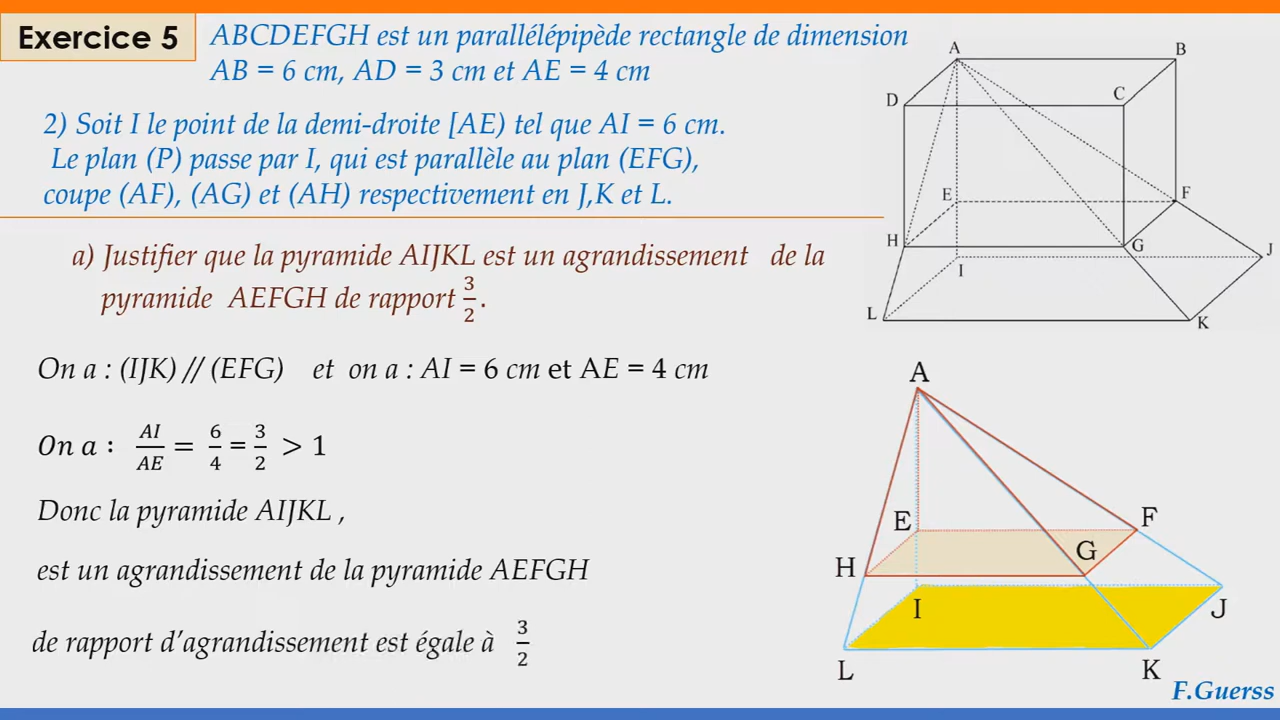 Exercice 5
ABCDEFGH est un parallélépipède rectangle de dimension
AB = 6 cm, AD = 3 cm et AE = 4 cm
2) Soit I le point de la demi-droite [AE) tel que AI = 6 cm.
Le plan (P) passe par I, qui est parallèle au plan (EFG),
coupe (AF), (AG) et (AH) respectivement en J,K et L.
a) Justifier que la pyramide AIJKL est un agrandissement de la
pyramide AEFGH de rapport 3/2.
On a : (IJK) // (EFG) et on a : AI = 6 cm et AE = 4 cm
On a : AI/AE = 6/4 = 3/2 > 1
Donc la pyramide AIJKL ,
est un agrandissement de la pyramide AEFGH
de rapport d’agrandissement est égale à 3/2
A
B
D
C
E
F
H
G
J
I
L
K
A
E
F
G
H
I
J
L
K
F.Guerss